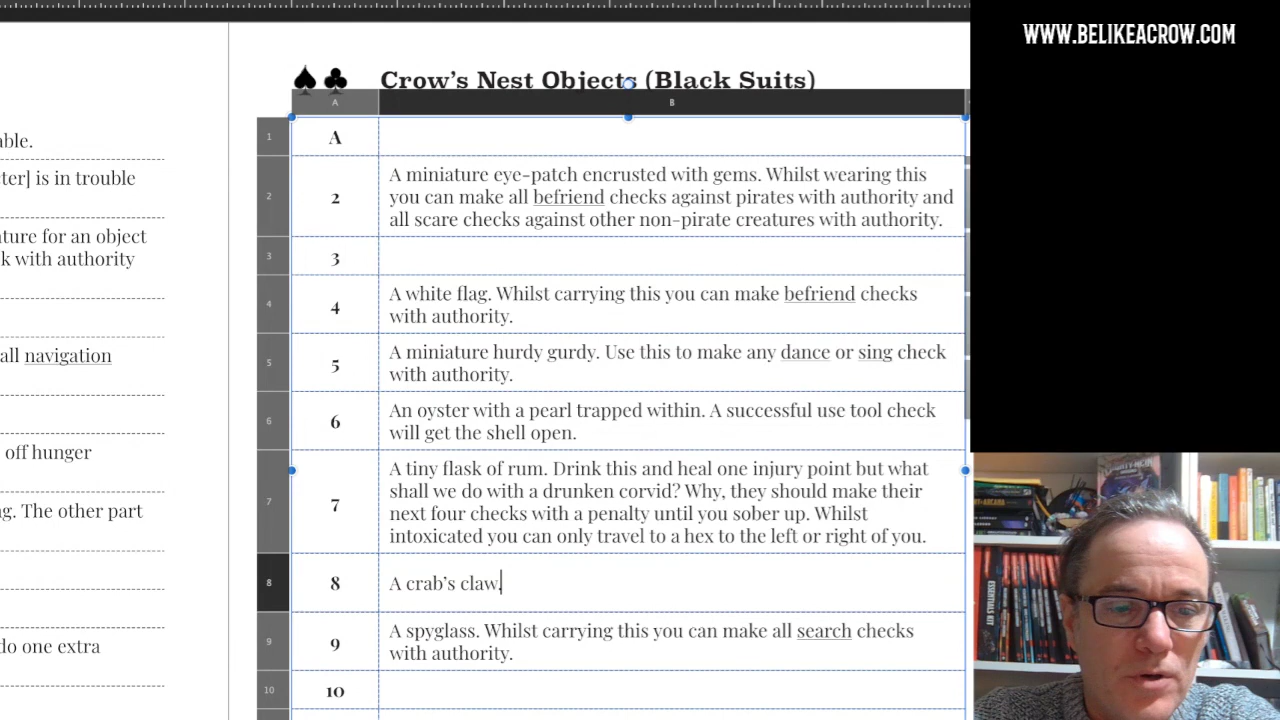 WWW.BELIKEACROW.COM
Crow's Nest Objects (Black Suits)
A
B
1
A
able.
cter] is in trouble
2
2
A miniature eye-patch encrusted with gems. Whilst wearing this
you can make all befriend checks against pirates with authority and
all scare checks against other non-pirate creatures with authority.
ature for an object
k with authority
3
3
4
4
A white flag. Whilst carrying this you can make befriend checks
with authority.
all navigation
5
5
A miniature hurdy gurdy. Use this to make any dance or sing check
with authority.
6
6
An oyster with a pearl trapped within. A successful use tool check
will get the shell open.
off hunger
7
7
A tiny flask of rum. Drink this and heal one injury point but what
shall we do with a drunken corvid? Why, they should make their
next four checks with a penalty until you sober up. Whilst
intoxicated you can only travel to a hex to the left or right of you.
ng. The other part
8
8
A crab's claw.
9
9
A spyglass. Whilst carrying this you can make all search checks
with authority.
do one extra
10
10
ESSENTIALS KIT